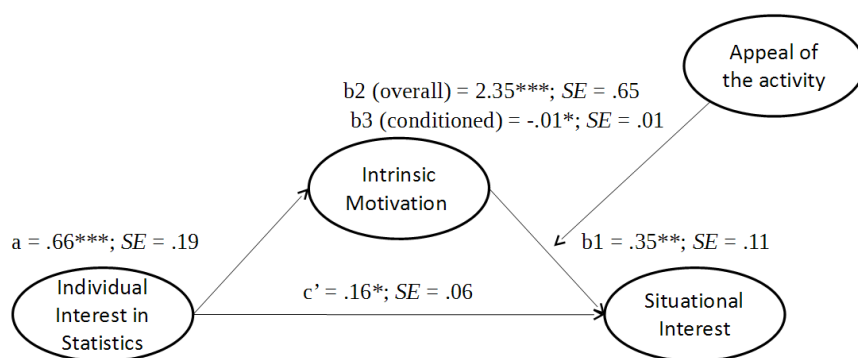 Appeal of
the activity
b2 (overall) = 2.35***; SE = .65
b3 (conditioned) = -.01*; SE = .01
Intrinsic
Motivation
a = .66***; SE = .19
b1 = .35**; SE = .11
Individual
Interest in
Statistics
c’ = .16*; SE = .06
Situational
Interest